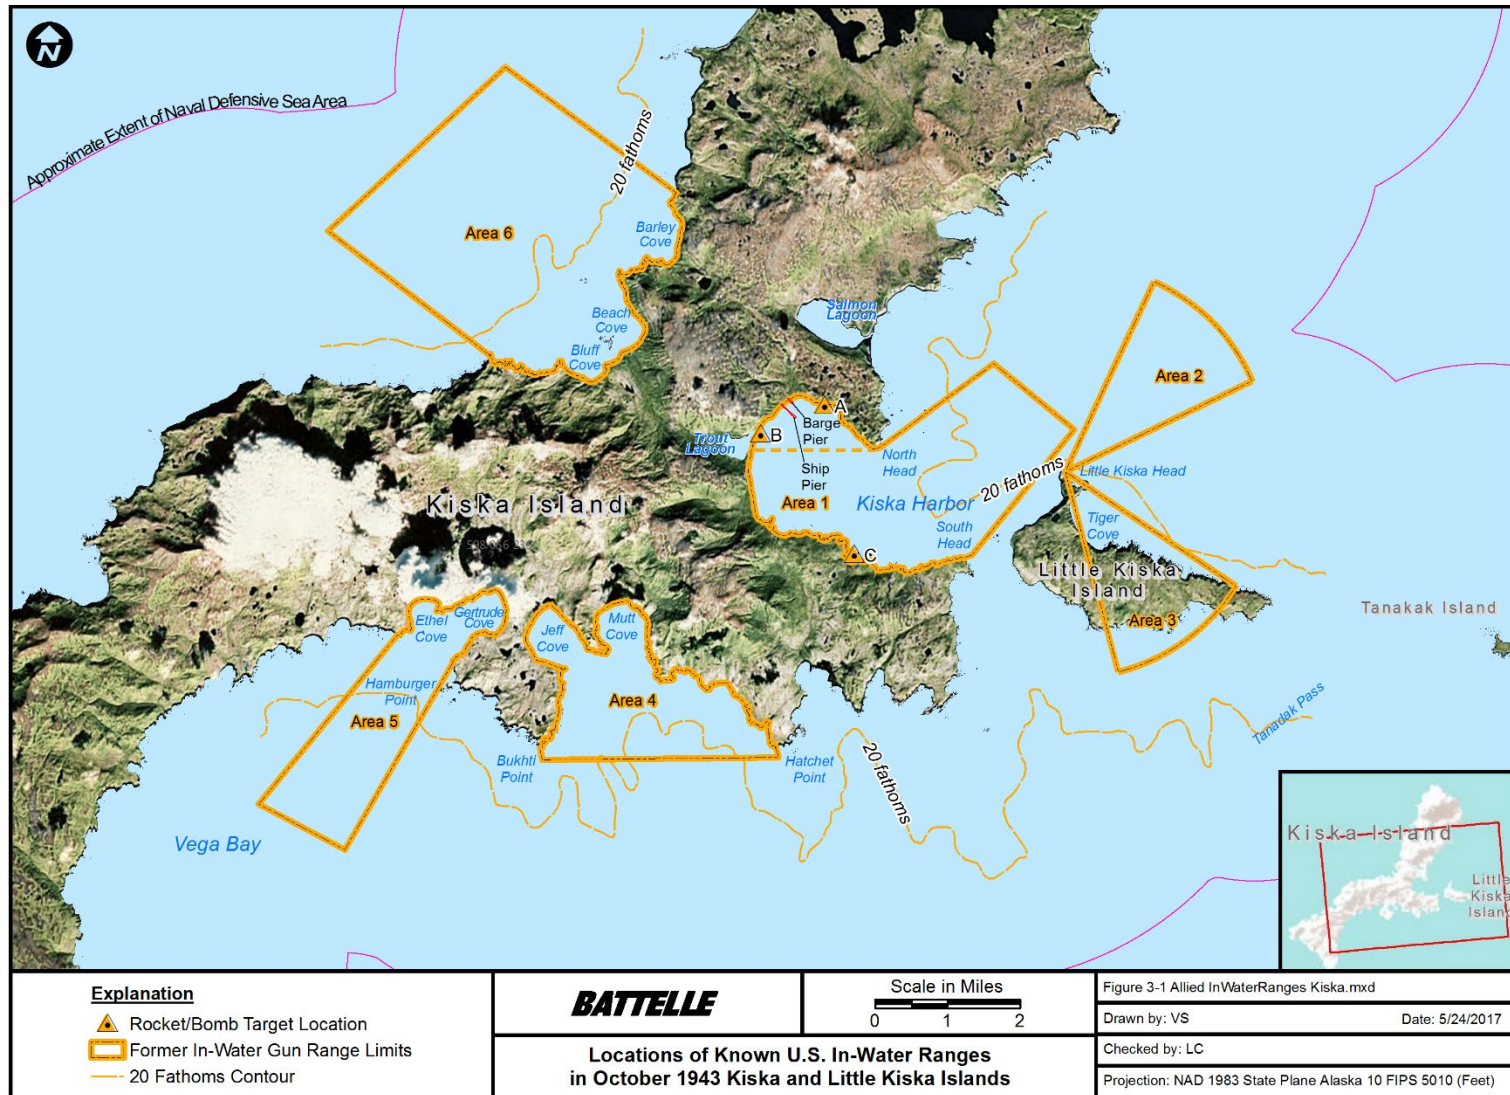 N
Approximate Extent of Naval Defensive Sea Area
20 fathoms
Area 6
Barley
Cove
Beach
Cove
Bluff
Cove
Salmon
Lagoon
Area 2
A
B
Barge
Pier
Trout
Lagoon
Ship
Pier
North
Head
Area 1
Kiska Harbor
20 fathoms
Little Kiska Head
South
Head
Tiger
Cove
C
Kiska Island
Little Kiska
Island
Area 3
Tanakak Island
Ethel
Cove
Gertrude
Cove
Jeff
Cove
Mutt
Cove
Hamburger
Point
Area 5
Area 4
Bukhti
Point
Hatchet
Point
20 fathoms
Tanadak Pass
Vega Bay
Kiska Island
Little
Kiska
Island
Explanation
Rocket/Bomb Target Location
Former In-Water Gun Range Limits
20 Fathoms Contour
BATTELLE
Scale in Miles
0 1 2
Locations of Known U.S. In-Water Ranges
in October 1943 Kiska and Little Kiska Islands
Figure 3-1 Allied InWaterRanges Kiska.mxd
Drawn by: VS Date: 5/24/2017
Checked by: LC
Projection: NAD 1983 State Plane Alaska 10 FIPS 5010 (Feet)